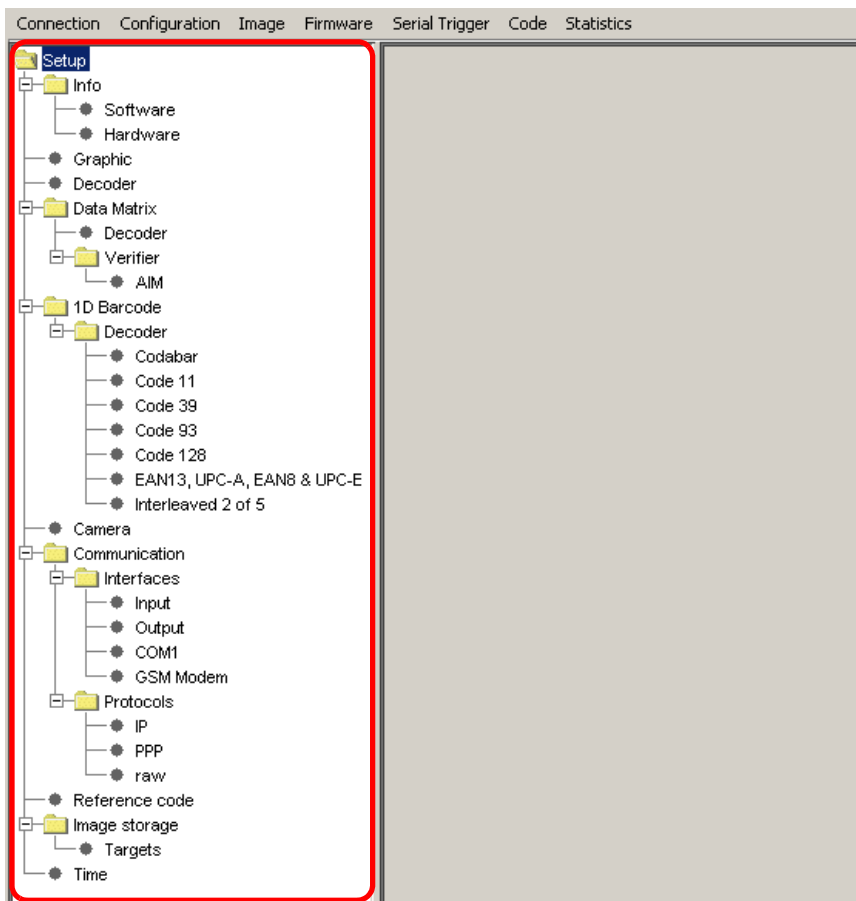 Connection Configuration Image Firmware Serial Trigger Code Statistics
Setup
Info
Software
Hardware
Graphic
Decoder
Data Matrix
Decoder
Verifier
AIM
1D Barcode
Decoder
Codabar
Code 11
Code 39
Code 93
Code 128
EAN13, UPC-A, EAN8 & UPC-E
Interleaved 2 of 5
Camera
Communication
Interfaces
Input
Output
COM1
GSM Modem
Protocols
IP
PPP
raw
Reference code
Image storage
Targets
Time